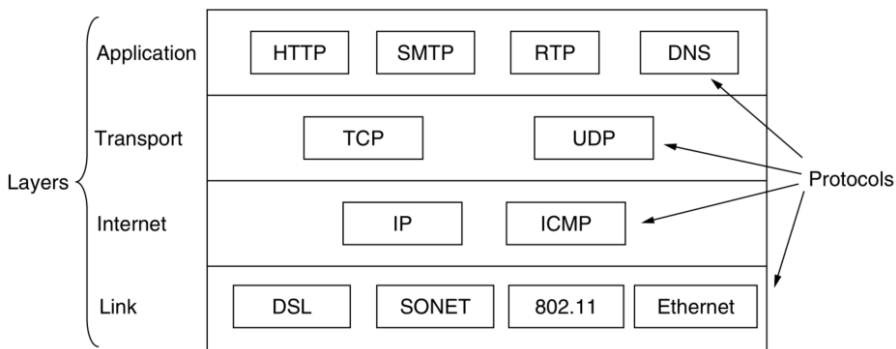 Application HTTP SMTP RTP DNS
Transport TCP UDP
Layers Protocols
Internet IP ICMP
Link DSL SONET 802.11 Ethernet